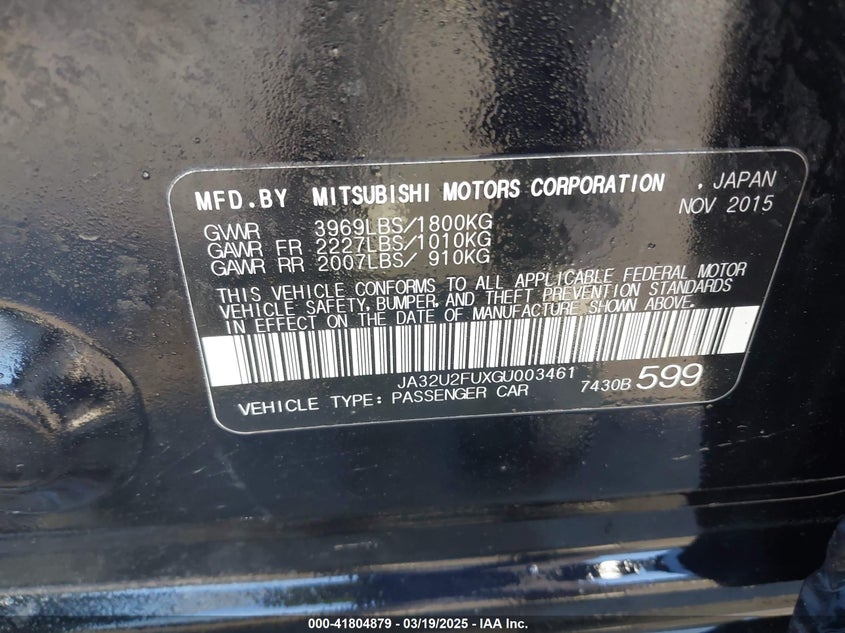 MFD.BY MITSUBISHI MOTORS CORPORATION , JAPAN
NOV 2015
GVWR 3969LBS/1800KG
GAWR FR 2227LBS/1010KG
GAWR RR 2007LBS/ 910KG
THIS VEHICLE CONFORMS TO ALL APPLICABLE FEDERAL MOTOR
VEHICLE SAFETY, BUMPER, AND THEFT PREVENTION STANDARDS
IN EFFECT ON THE DATE OF MANUFACTURE SHOWN ABOVE.
JA32U2FUXGU003461
7430B 599
VEHICLE TYPE: PASSENGER CAR
000-41804879 - 03/19/2025 - IAA Inc.